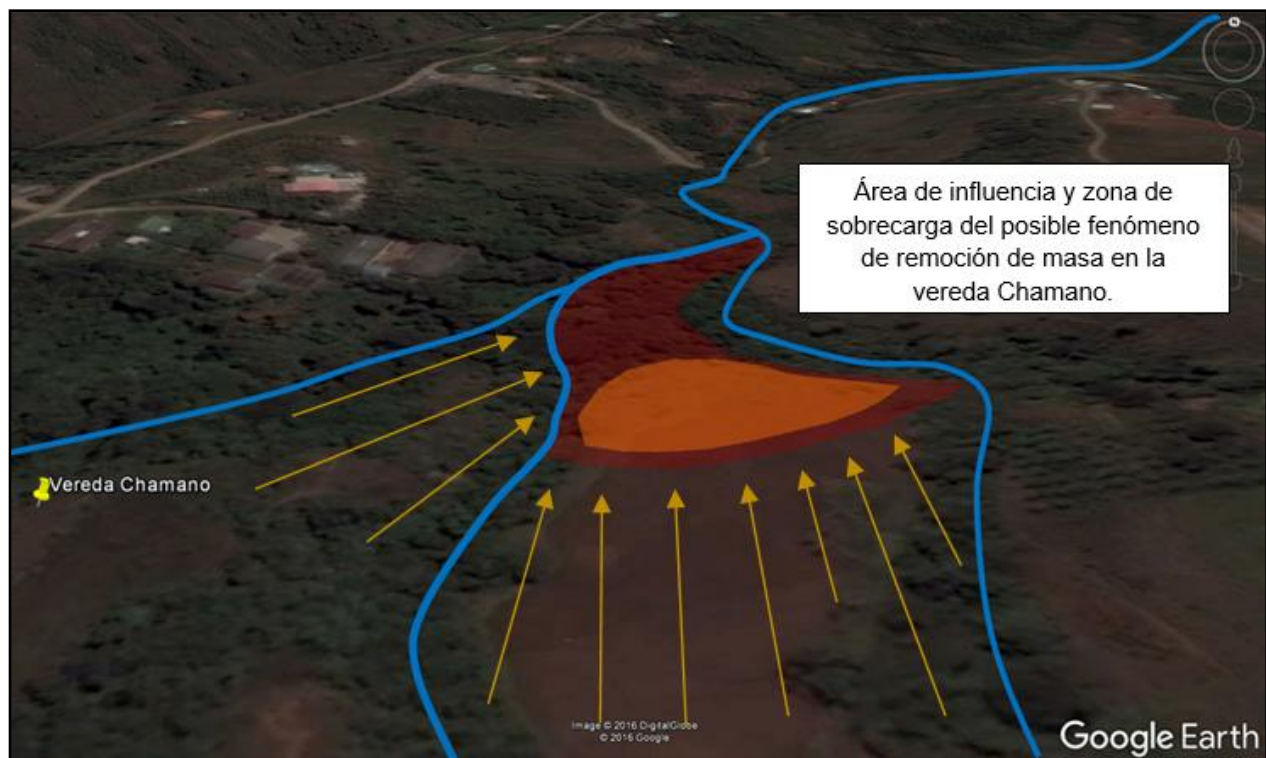 Área de influencia y zona de
sobrecarga del posible fenómeno
de remoción de masa en la
vereda Chamano.
Vereda Chamano
Image © 2016 DigitalGlobe
© 2016 Google
Google Earth